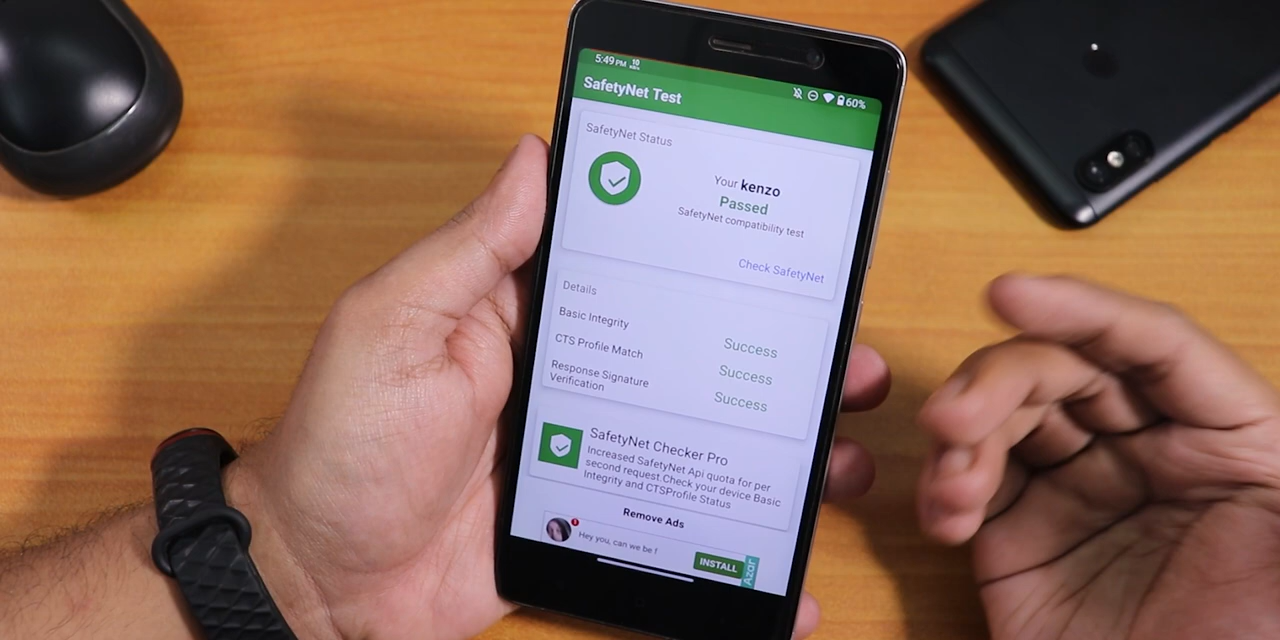 5:49 PM 10
60%
SafetyNet Test
SafetyNet Status
Your kenzo
Passed
SafetyNet compatibility test
Check SafetyNet
Details
Basic Integrity Success
CTS Profile Match Success
Response Signature
Verification Success
SafetyNet Checker Pro
Increased SafetyNet Api quota for per
second request.Check your device Basic
Integrity and CTSProfile Status
Remove Ads
Hey you, can we be f
INSTALL
Azar